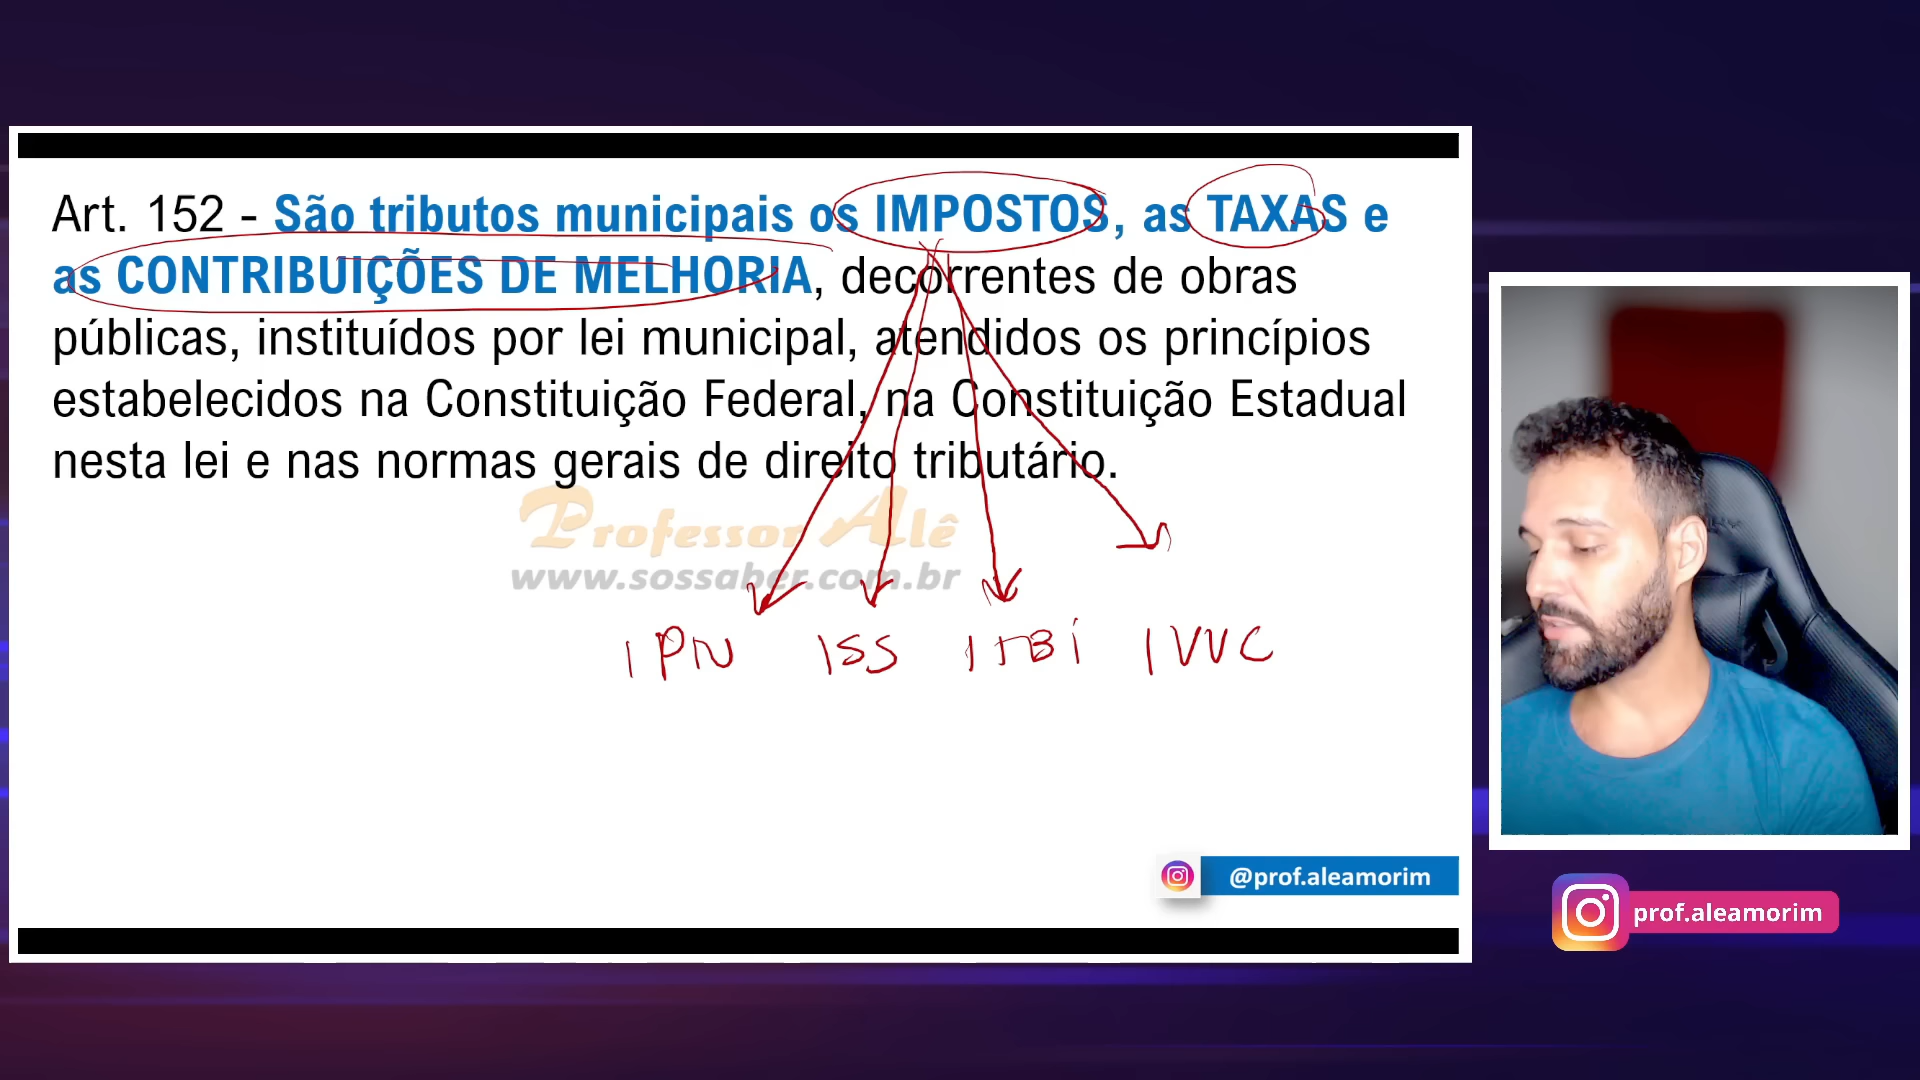 Art. 152 - São tributos municipais os IMPOSTOS, as TAXAS e
as CONTRIBUIÇÕES DE MELHORIA, decorrentes de obras
públicas, instituídos por lei municipal, atendidos os princípios
estabelecidos na Constituição Federal, na Constituição Estadual
nesta lei e nas normas gerais de direito tributário.
Professor Alê
www.sossaber.com.br
IPTU ISS ITBI IVVC
@prof.aleamorim
prof.aleamorim